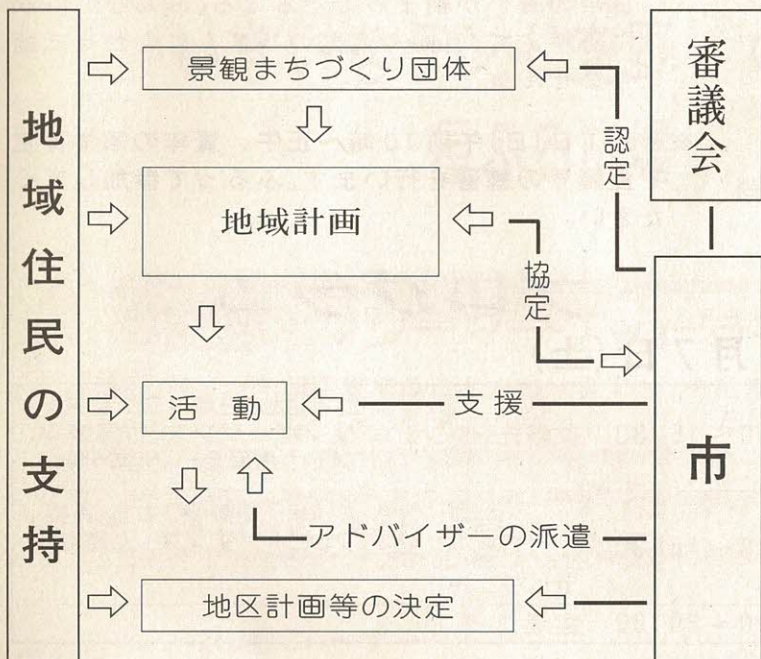 地域住民の支持
景観まちづくり団体
地域計画
活動
地区計画等の決定
認定
協定
支援
アドバイザーの派遣
審議会
市